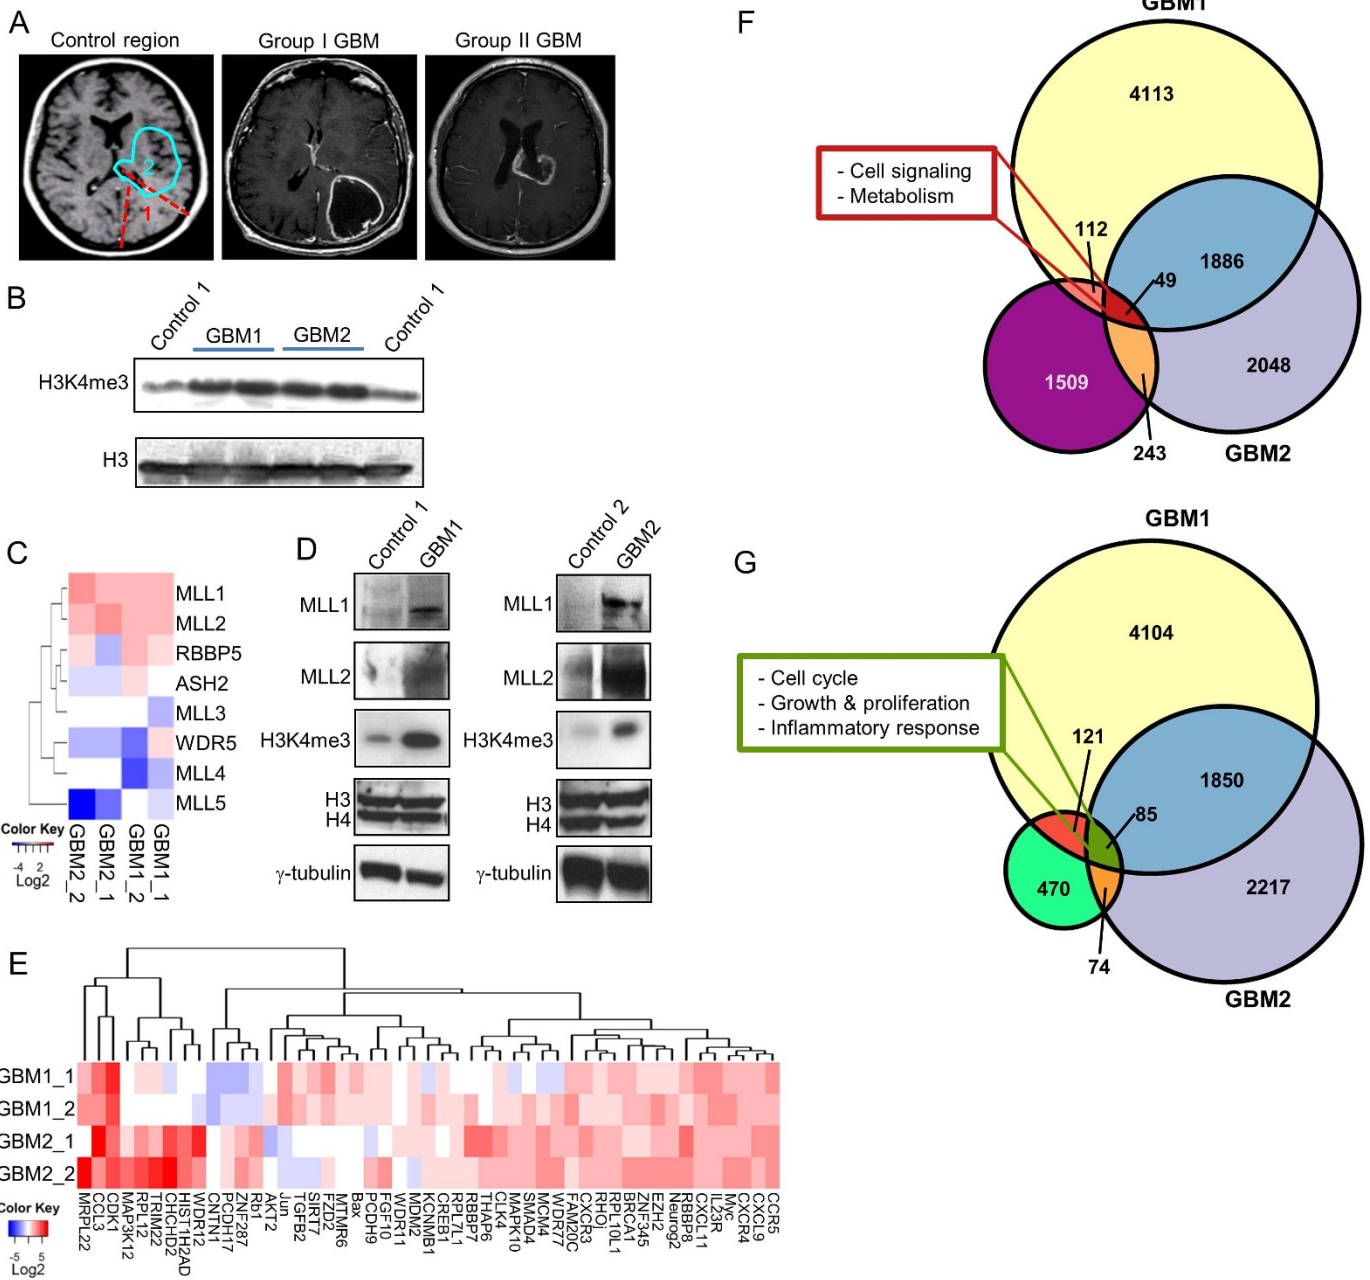 A
Control region
Group I GBM
Group II GBM
2
1
B
Control 1
GBM1
GBM2
Control 1
H3K4me3
H3
C
MLL1
MLL2
RBBP5
ASH2
MLL3
WDR5
MLL4
MLL5
Color Key
-4 2
Log2
GBM2_2
GBM2_1
GBM1_2
GBM1_1
D
Control 1
GBM1
MLL1
MLL2
H3K4me3
H3
H4
γ-tubulin
Control 2
GBM2
MLL1
MLL2
H3K4me3
H3
H4
γ-tubulin
E
GBM1_1
GBM1_2
GBM2_1
GBM2_2
Color Key
-5 5
Log2
MRPL22
CCL3
CDK1
MAP3K12
RPL12
TRIM22
CHCHD2
HIST1H2AD
WDR12
CNTN1
PCDH17
ZNF287
Rb1
AKT2
Jun
TGFB2
SIRT7
FZD2
MTMR6
Bax
PCDH9
FGF10
WDR11
MDM2
KCNMB1
CREB1
RPL7L1
RBBP7
THAP6
CLK4
MAPK10
SMAD4
MCM4
WDR77
FAM20C
CXCR3
RHOj
RPL10L1
BRCA1
ZNF345
EZH2
Neurog2
RBBP8
CXCL11
IL23R
Myc
CXCR4
CXCL9
CCR5
F
GBM1
4113
- Cell signaling
- Metabolism
112
1886
49
1509
2048
243
GBM2
G
GBM1
4104
- Cell cycle
- Growth & proliferation
- Inflammatory response
121
1850
85
470
2217
74
GBM2